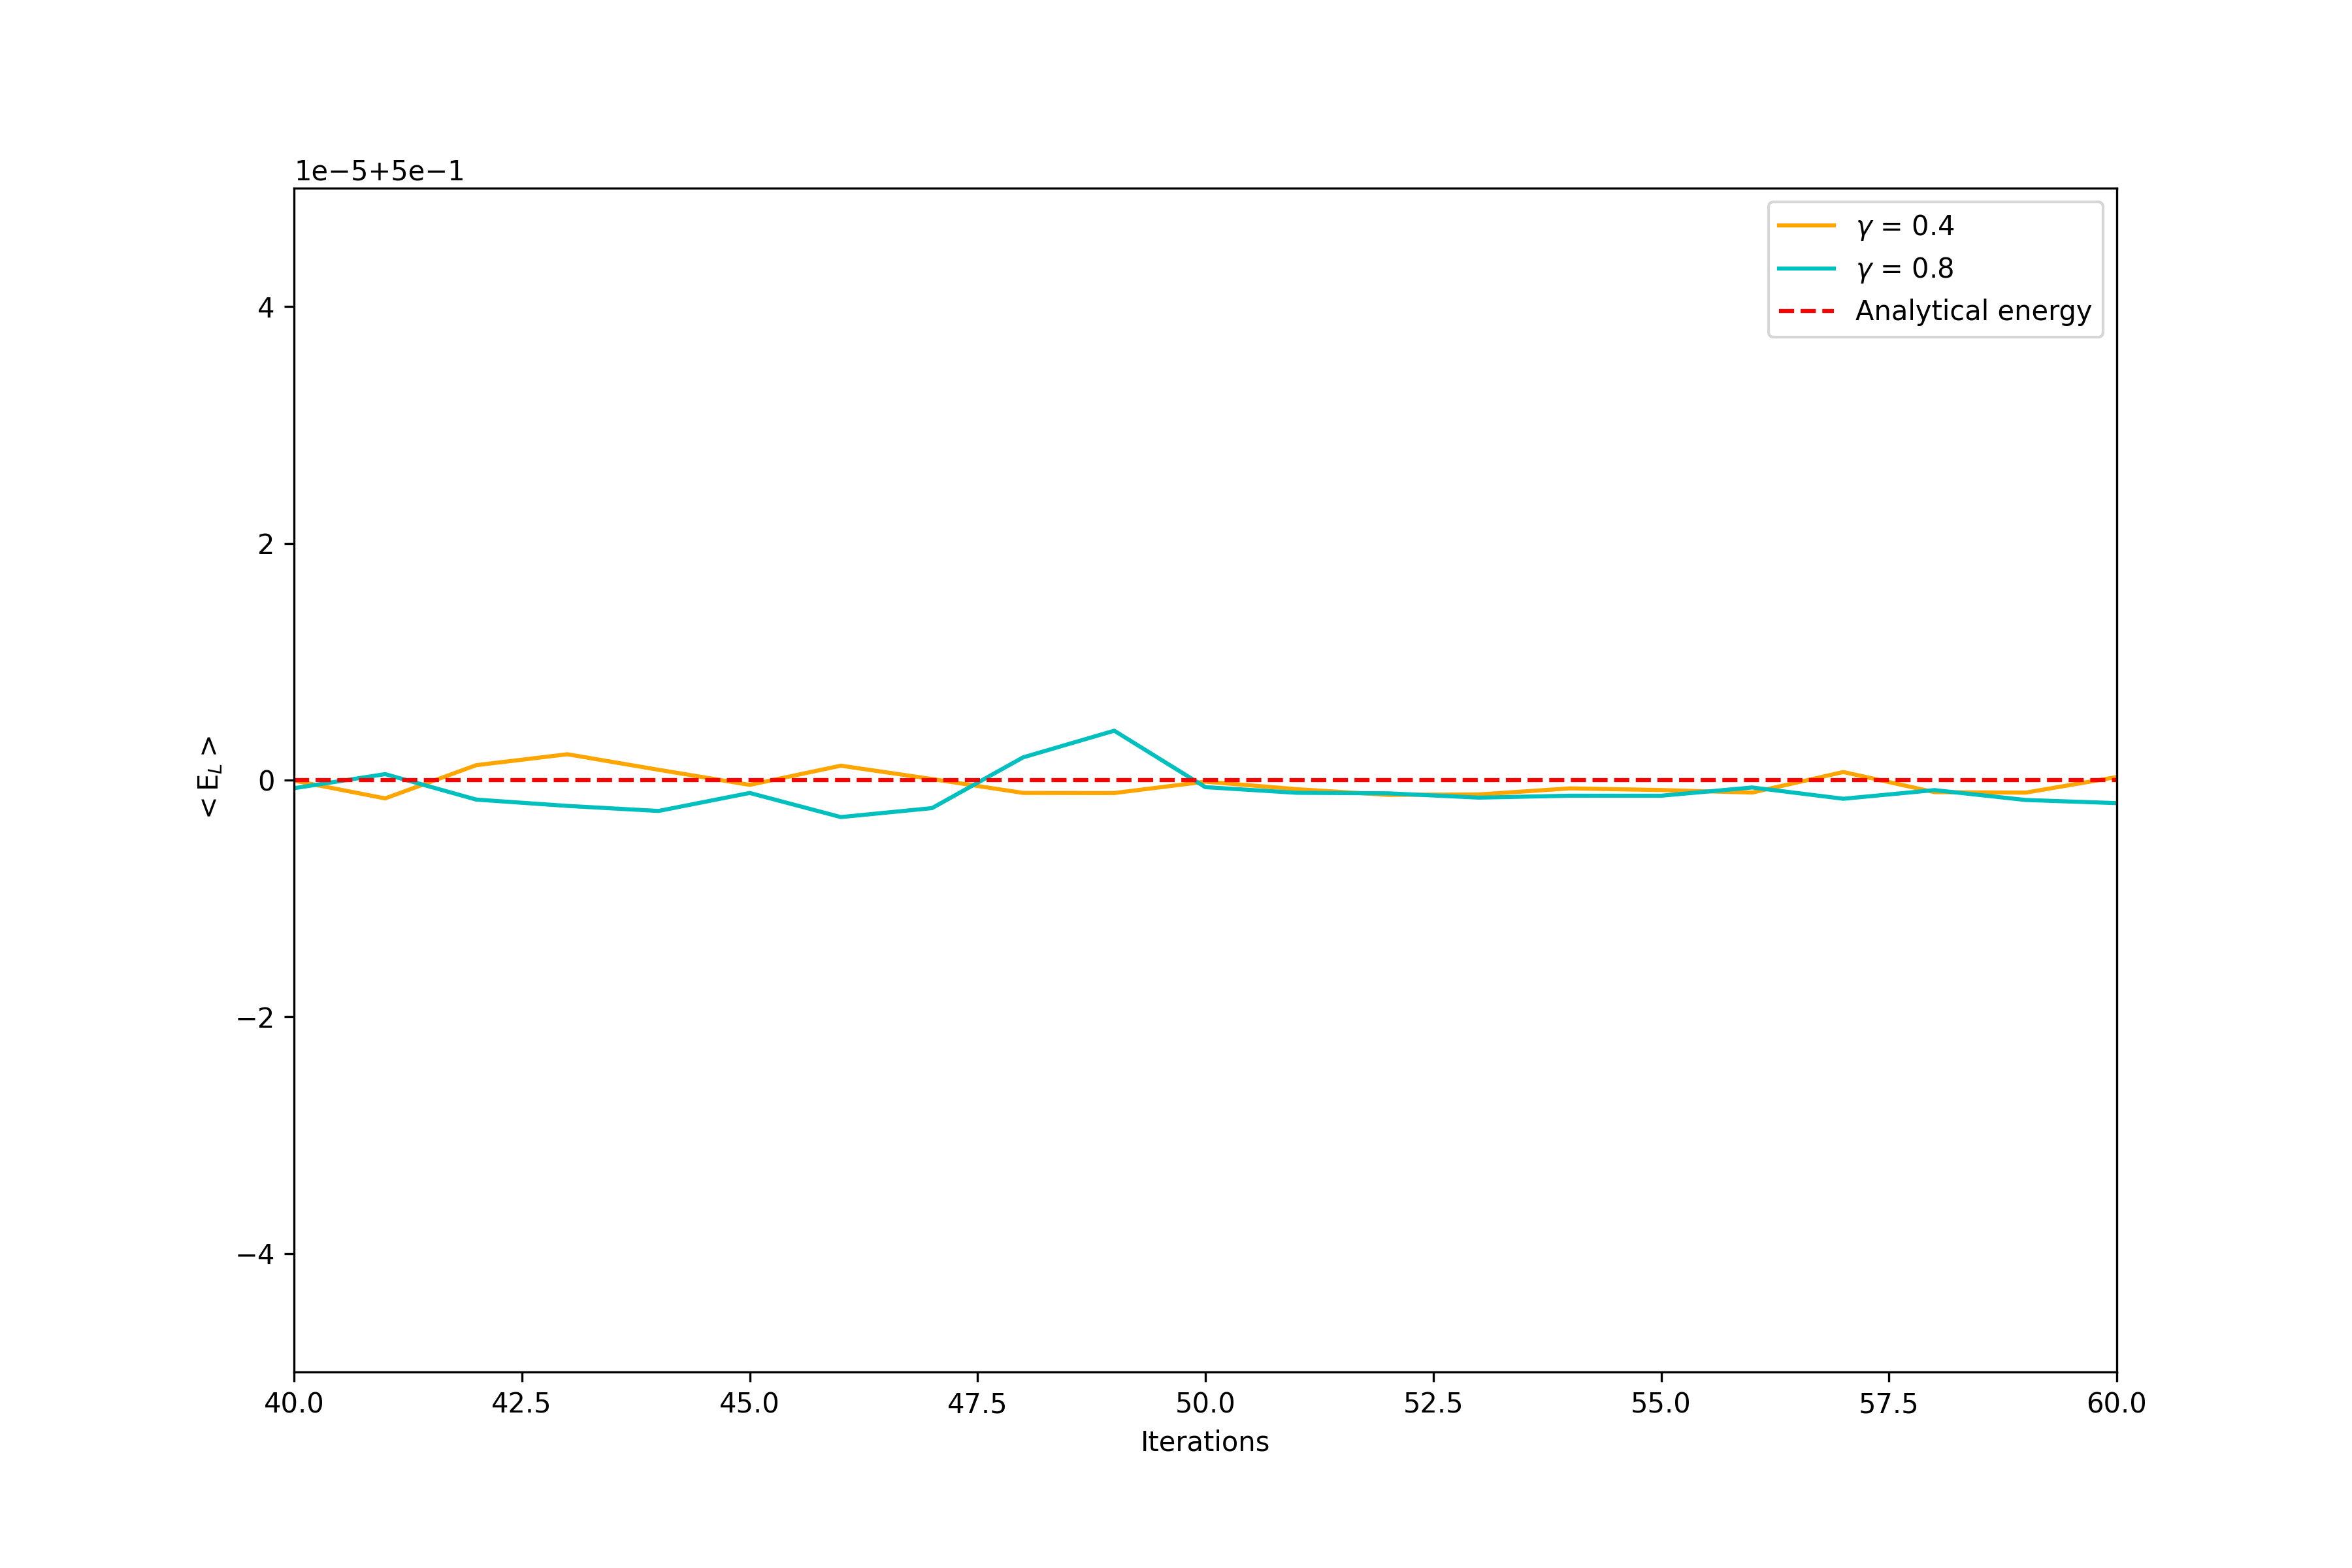 1e−5+5e−1
γ = 0.4
γ = 0.8
Analytical energy
4
2
0
−2
−4
< E_L >
40.0 42.5 45.0 47.5 50.0 52.5 55.0 57.5 60.0
Iterations